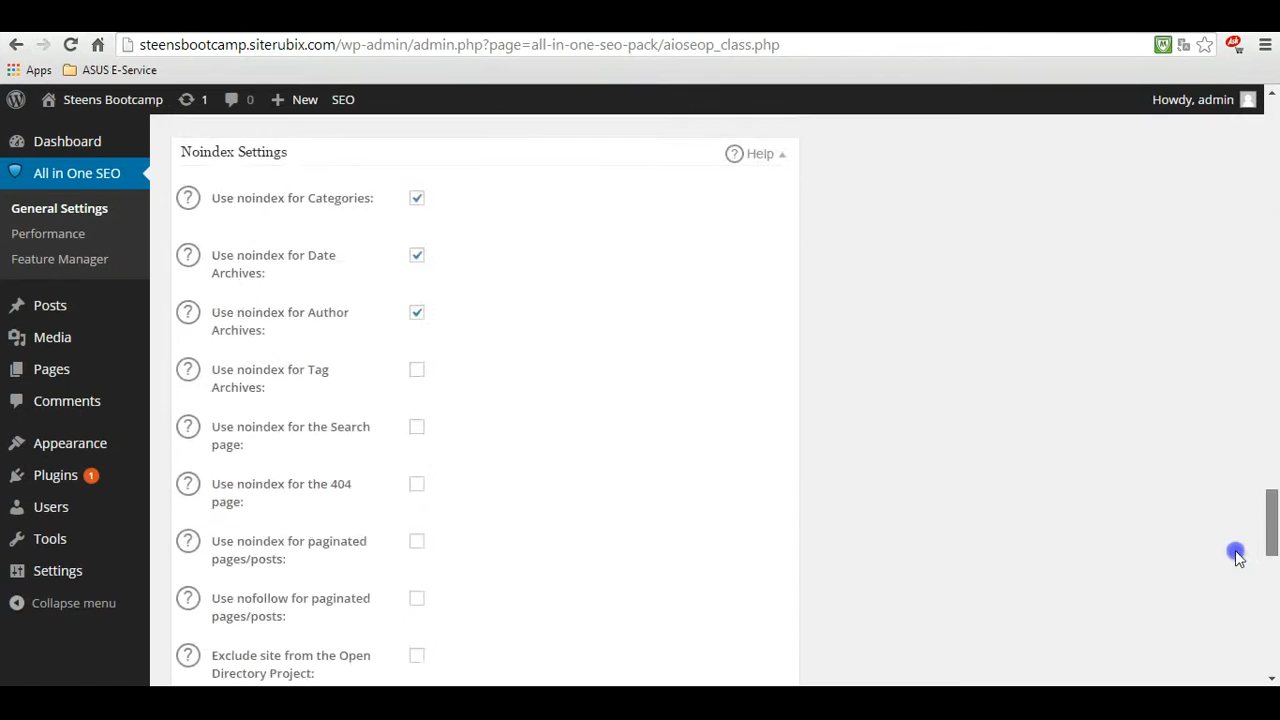 steensbootcamp.siterubix.com/wp-admin/admin.php?page=all-in-one-seo-pack/aioseop_class.php
Apps ASUS E-Service
Steens Bootcamp 1 0 New SEO Howdy, admin
Dashboard
All in One SEO
General Settings
Performance
Feature Manager
Posts
Media
Pages
Comments
Appearance
Plugins 1
Users
Tools
Settings
Collapse menu
Noindex Settings ? Help
? Use noindex for Categories:
? Use noindex for Date
Archives:
? Use noindex for Author
Archives:
? Use noindex for Tag
Archives:
? Use noindex for the Search
page:
? Use noindex for the 404
page:
? Use noindex for paginated
pages/posts:
? Use nofollow for paginated
pages/posts:
? Exclude site from the Open
Directory Project: